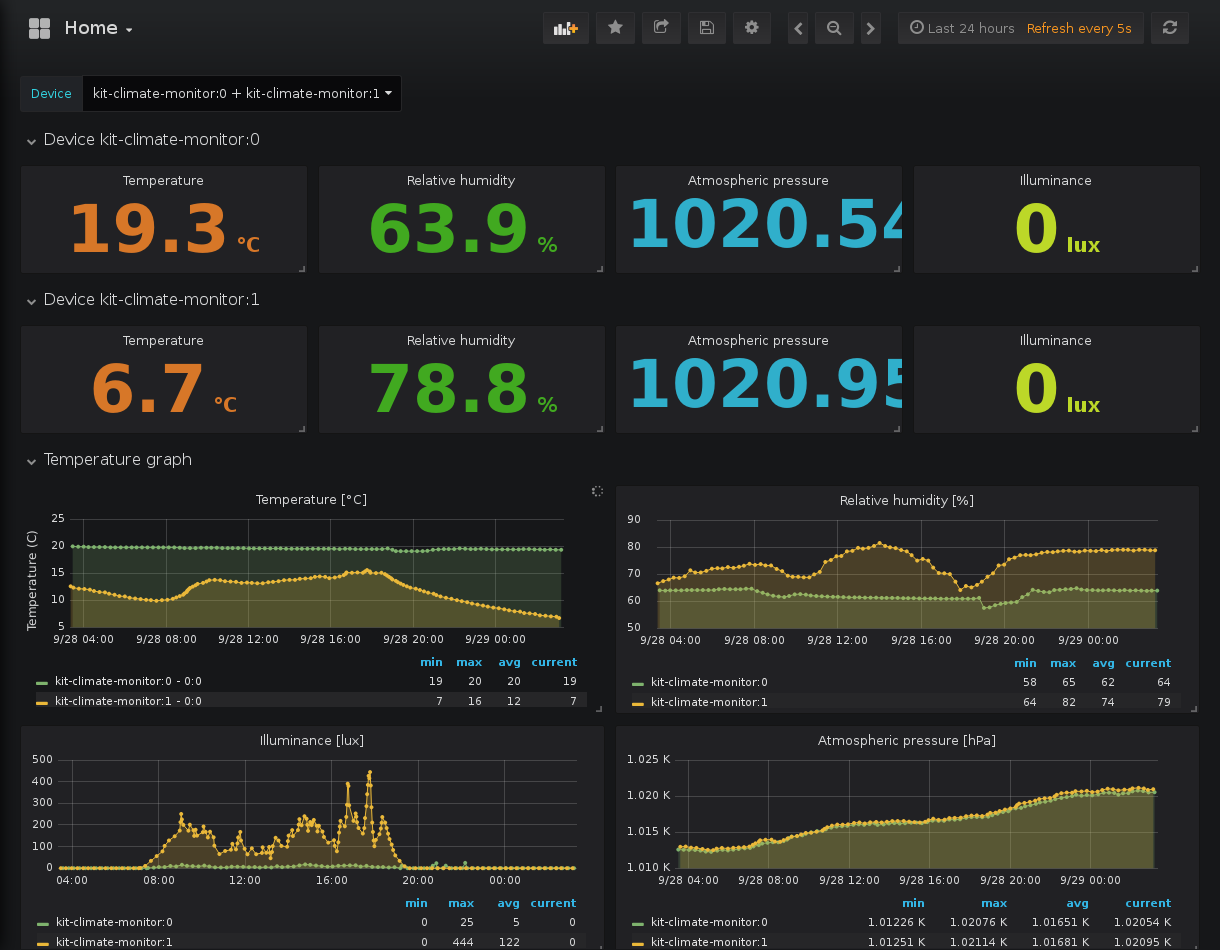 Home
Last 24 hours Refresh every 5s
Device kit-climate-monitor:0 + kit-climate-monitor:1
Device kit-climate-monitor:0
Temperature
19.3 °C
Relative humidity
63.9 %
Atmospheric pressure
1020.54
Illuminance
0 lux
Device kit-climate-monitor:1
Temperature
6.7 °C
Relative humidity
78.8 %
Atmospheric pressure
1020.95
Illuminance
0 lux
Temperature graph
Temperature [°C]
Temperature (C)
25
20
15
10
5
9/28 04:00 9/28 08:00 9/28 12:00 9/28 16:00 9/28 20:00 9/29 00:00
min max avg current
kit-climate-monitor:0 - 0:0 19 20 20 19
kit-climate-monitor:1 - 0:0 7 16 12 7
Relative humidity [%]
90
80
70
60
50
9/28 04:00 9/28 08:00 9/28 12:00 9/28 16:00 9/28 20:00 9/29 00:00
min max avg current
kit-climate-monitor:0 58 65 62 64
kit-climate-monitor:1 64 82 74 79
Illuminance [lux]
500
400
300
200
100
0
04:00 08:00 12:00 16:00 20:00 00:00
min max avg current
kit-climate-monitor:0 0 25 5 0
kit-climate-monitor:1 0 444 122 0
Atmospheric pressure [hPa]
1.025 K
1.020 K
1.015 K
1.010 K
9/28 04:00 9/28 08:00 9/28 12:00 9/28 16:00 9/28 20:00 9/29 00:00
min max avg current
kit-climate-monitor:0 1.01226 K 1.02076 K 1.01651 K 1.02054 K
kit-climate-monitor:1 1.01251 K 1.02114 K 1.01681 K 1.02095 K